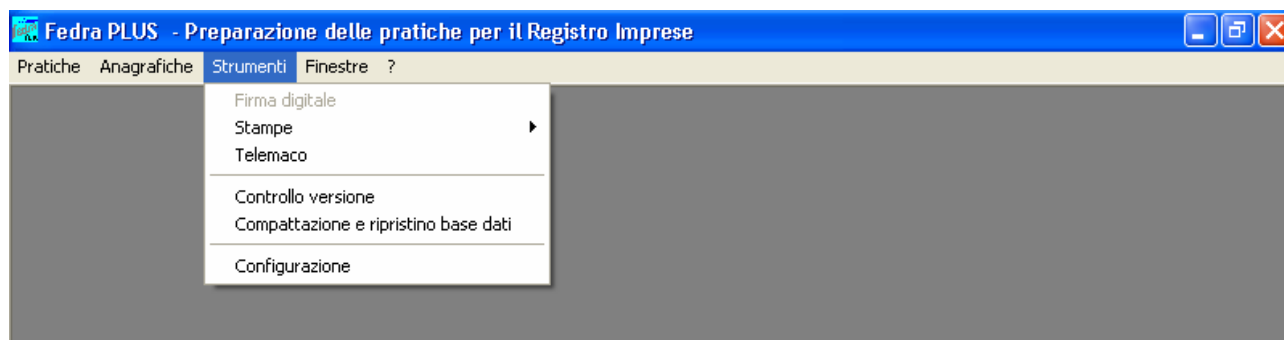 Fedra PLUS - Preparazione delle pratiche per il Registro Imprese
Pratiche Anagrafiche Strumenti Finestre ?
Firma digitale
Stampe
Telemaco
Controllo versione
Compattazione e ripristino base dati
Configurazione